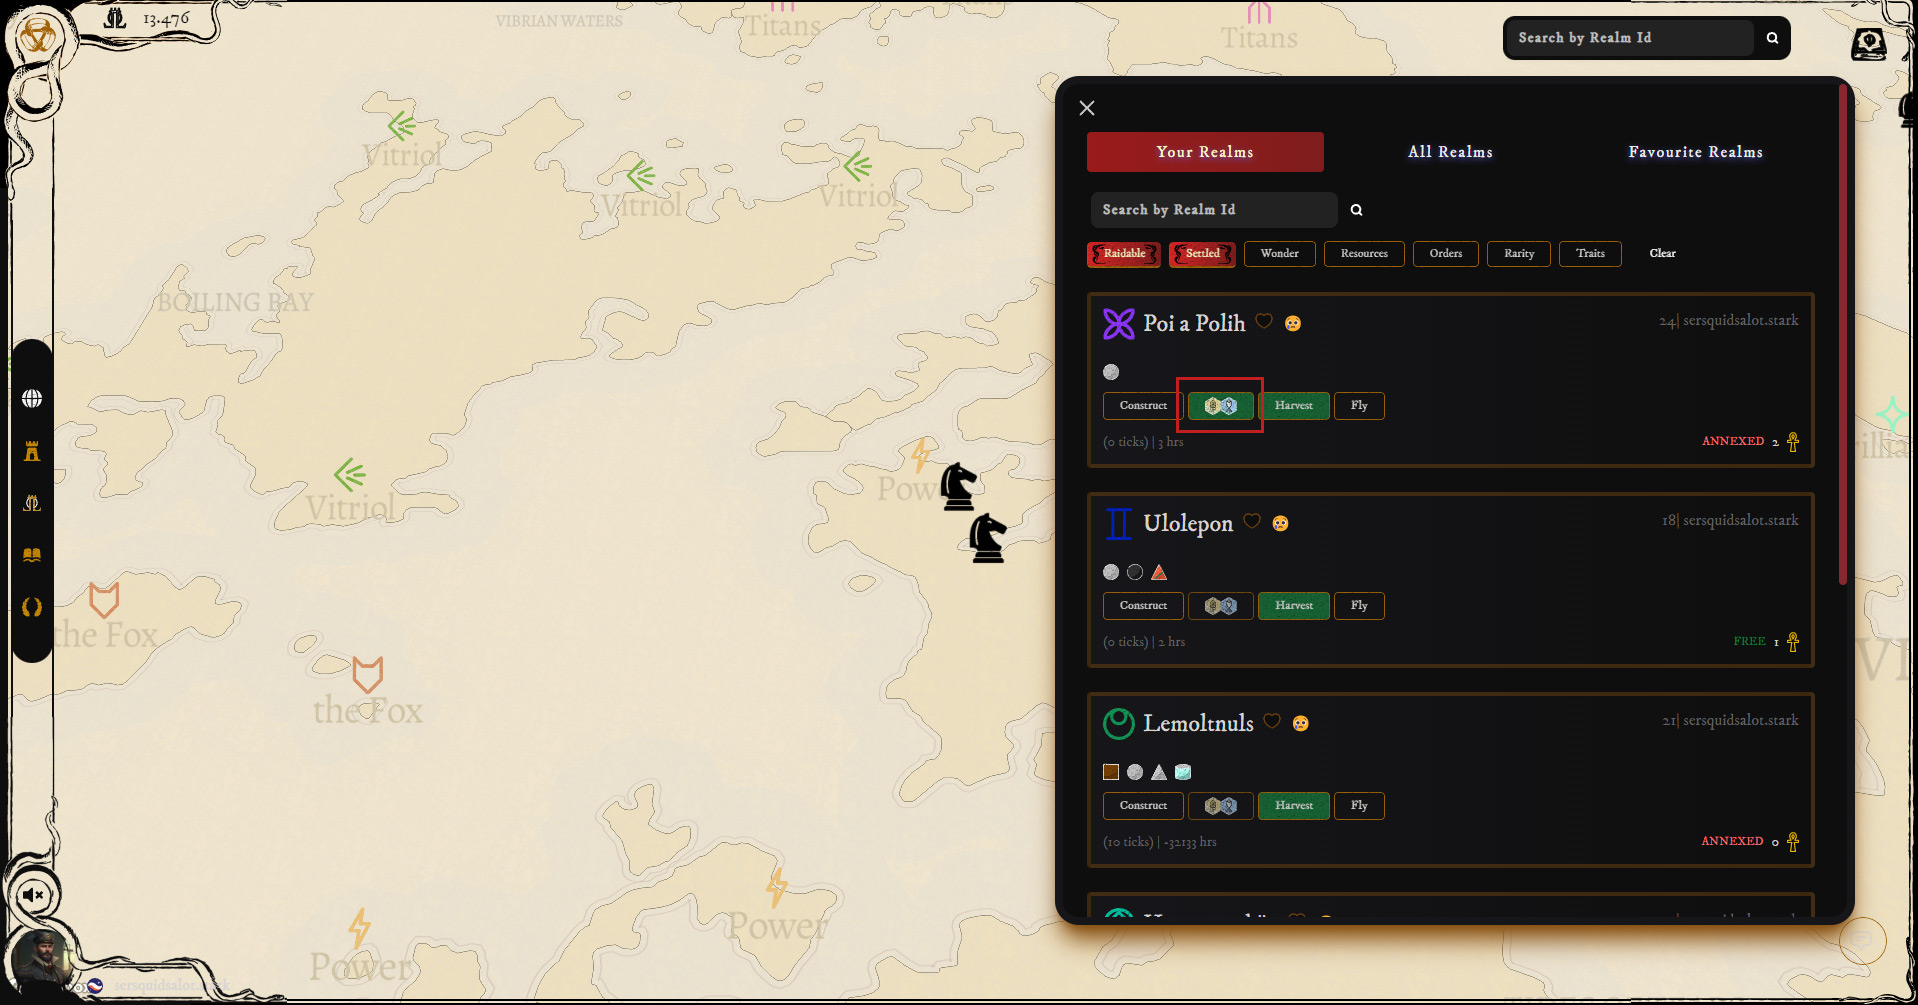 13.476
VIBRIAN WATERS
Titans
Titans
Search by Realm Id
Your Realms
All Realms
Favourite Realms
Search by Realm Id
Raidable
Settled
Wonder
Resources
Orders
Rarity
Traits
Clear
Poi a Polih
24| sersquidsalot.stark
Construct
Harvest
Fly
(0 ticks) | 3 hrs
ANNEXED 2
Ulolepon
18| sersquidsalot.stark
Construct
Harvest
Fly
(0 ticks) | 2 hrs
FREE 1
Lemoltnuls
21| sersquidsalot.stark
Construct
Harvest
Fly
(10 ticks) | -32133 hrs
ANNEXED 0
Vitriol
Vitriol
Vitriol
BOILING BAY
Vitriol
the Fox
the Fox
Power
Power
sersquidsalot.stark